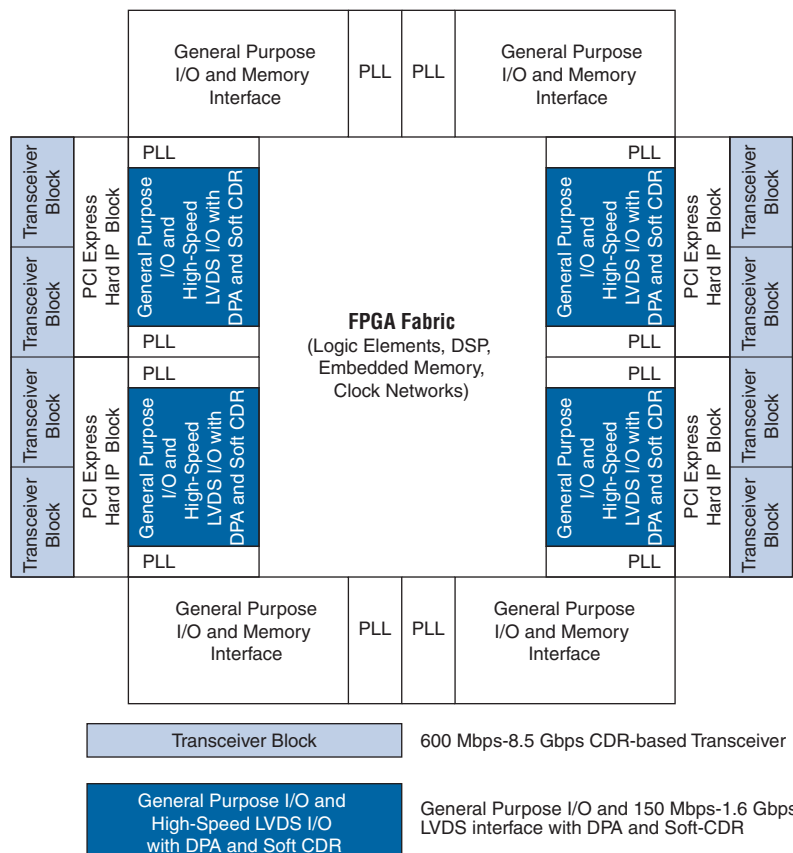 General Purpose
I/O and Memory
Interface
PLL
PLL
General Purpose
I/O and Memory
Interface
Transceiver
Block
Transceiver
Block
PCI Express
Hard IP Block
PLL
General Purpose
I/O and
High-Speed
LVDS I/O with
DPA and Soft CDR
PLL
Transceiver
Block
Transceiver
Block
PCI Express
Hard IP Block
PLL
General Purpose
I/O and
High-Speed
LVDS I/O with
DPA and Soft CDR
PLL
FPGA Fabric
(Logic Elements, DSP,
Embedded Memory,
Clock Networks)
PLL
General Purpose
I/O and
High-Speed
LVDS I/O with
DPA and Soft CDR
PLL
PCI Express
Hard IP Block
Transceiver
Block
Transceiver
Block
PLL
General Purpose
I/O and
High-Speed
LVDS I/O with
DPA and Soft CDR
PLL
PCI Express
Hard IP Block
Transceiver
Block
Transceiver
Block
General Purpose
I/O and Memory
Interface
PLL
PLL
General Purpose
I/O and Memory
Interface
Transceiver Block
600 Mbps-8.5 Gbps CDR-based Transceiver
General Purpose I/O and
High-Speed LVDS I/O
with DPA and Soft CDR
General Purpose I/O and 150 Mbps-1.6 Gbps
LVDS interface with DPA and Soft-CDR